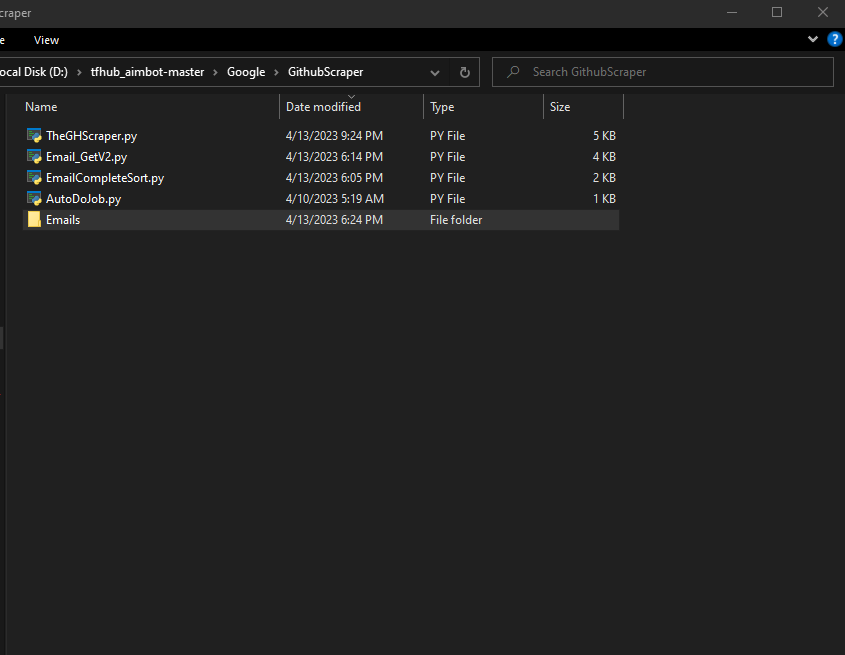 craper
e View
ocal Disk (D:) > tfhub_aimbot-master > Google > GithubScraper Search GithubScraper
Name Date modified Type Size
TheGHScraper.py 4/13/2023 9:24 PM PY File 5 KB
Email_GetV2.py 4/13/2023 6:14 PM PY File 4 KB
EmailCompleteSort.py 4/13/2023 6:05 PM PY File 2 KB
AutoDoJob.py 4/10/2023 5:19 AM PY File 1 KB
Emails 4/13/2023 6:24 PM File folder